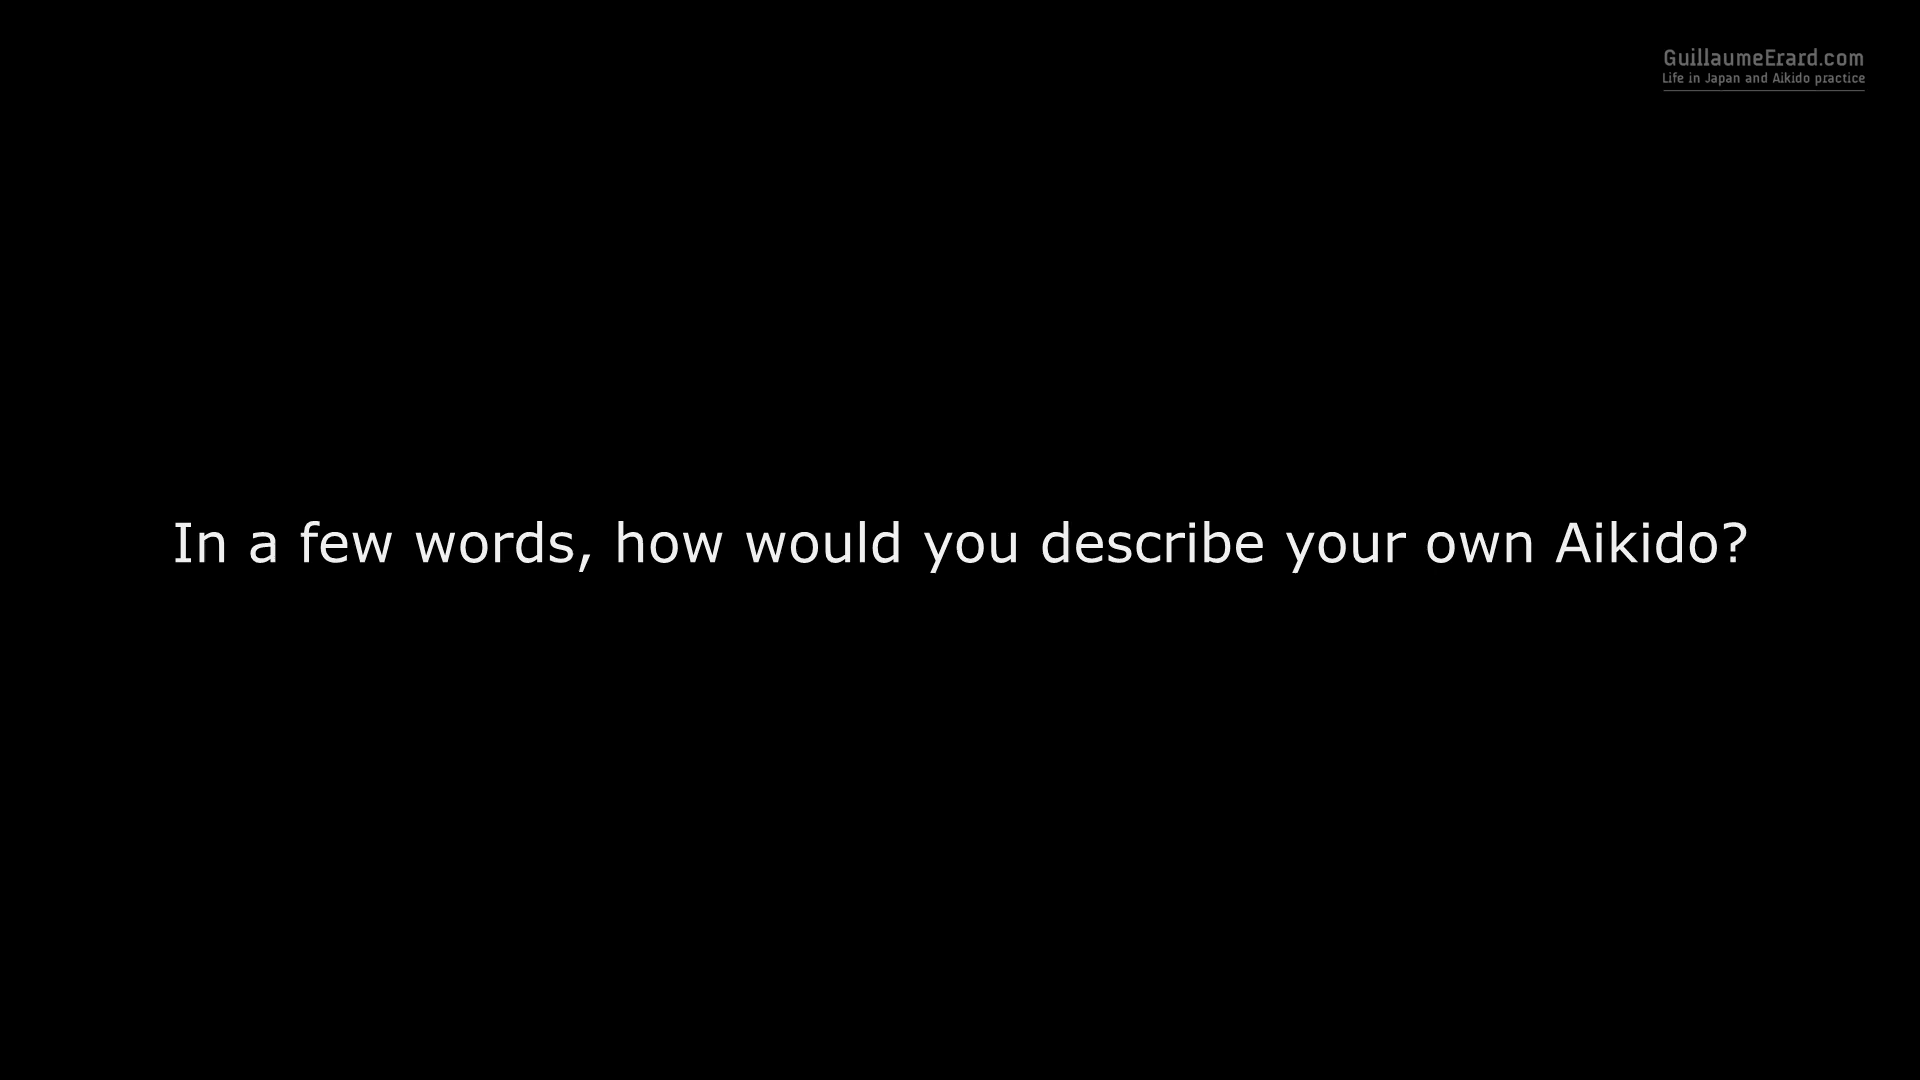 GuillaumeErard.com
Life in Japan and Aikido practice
In a few words, how would you describe your own Aikido?